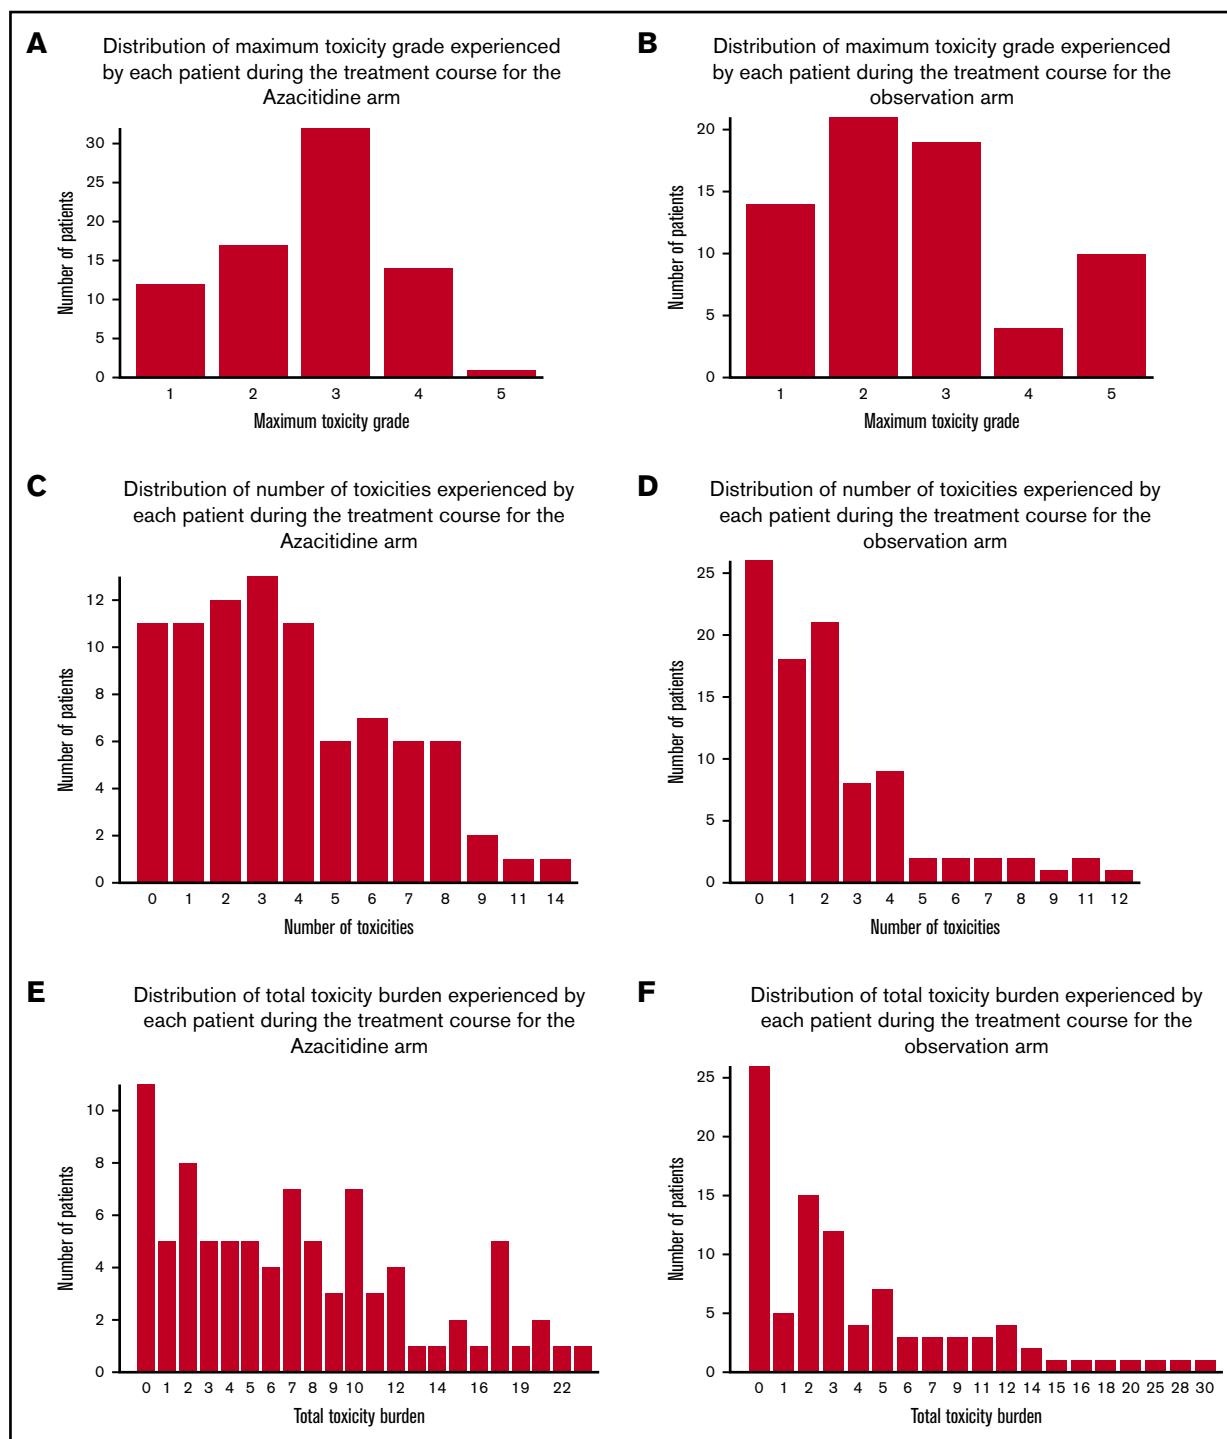 A
Distribution of maximum toxicity grade experienced
by each patient during the treatment course for the
Azacitidine arm
30
25
20
15
10
5
0
Number of patients
1 2 3 4 5
Maximum toxicity grade
B
Distribution of maximum toxicity grade experienced
by each patient during the treatment course for the
observation arm
20
15
10
5
0
Number of patients
1 2 3 4 5
Maximum toxicity grade
C
Distribution of number of toxicities experienced by
each patient during the treatment course for the
Azacitidine arm
12
10
8
6
4
2
0
Number of patients
0 1 2 3 4 5 6 7 8 9 11 14
Number of toxicities
D
Distribution of number of toxicities experienced by
each patient during the treatment course for the
observation arm
25
20
15
10
5
0
Number of patients
0 1 2 3 4 5 6 7 8 9 11 12
Number of toxicities
E
Distribution of total toxicity burden experienced by
each patient during the treatment course for the
Azacitidine arm
10
8
6
4
2
0
Number of patients
0 1 2 3 4 5 6 7 8 9 10 12 14 16 19 22
Total toxicity burden
F
Distribution of total toxicity burden experienced by
each patient during the treatment course for the
observation arm
25
20
15
10
5
0
Number of patients
0 1 2 3 4 5 6 7 9 11 12 14 15 16 18 20 25 28 30
Total toxicity burden